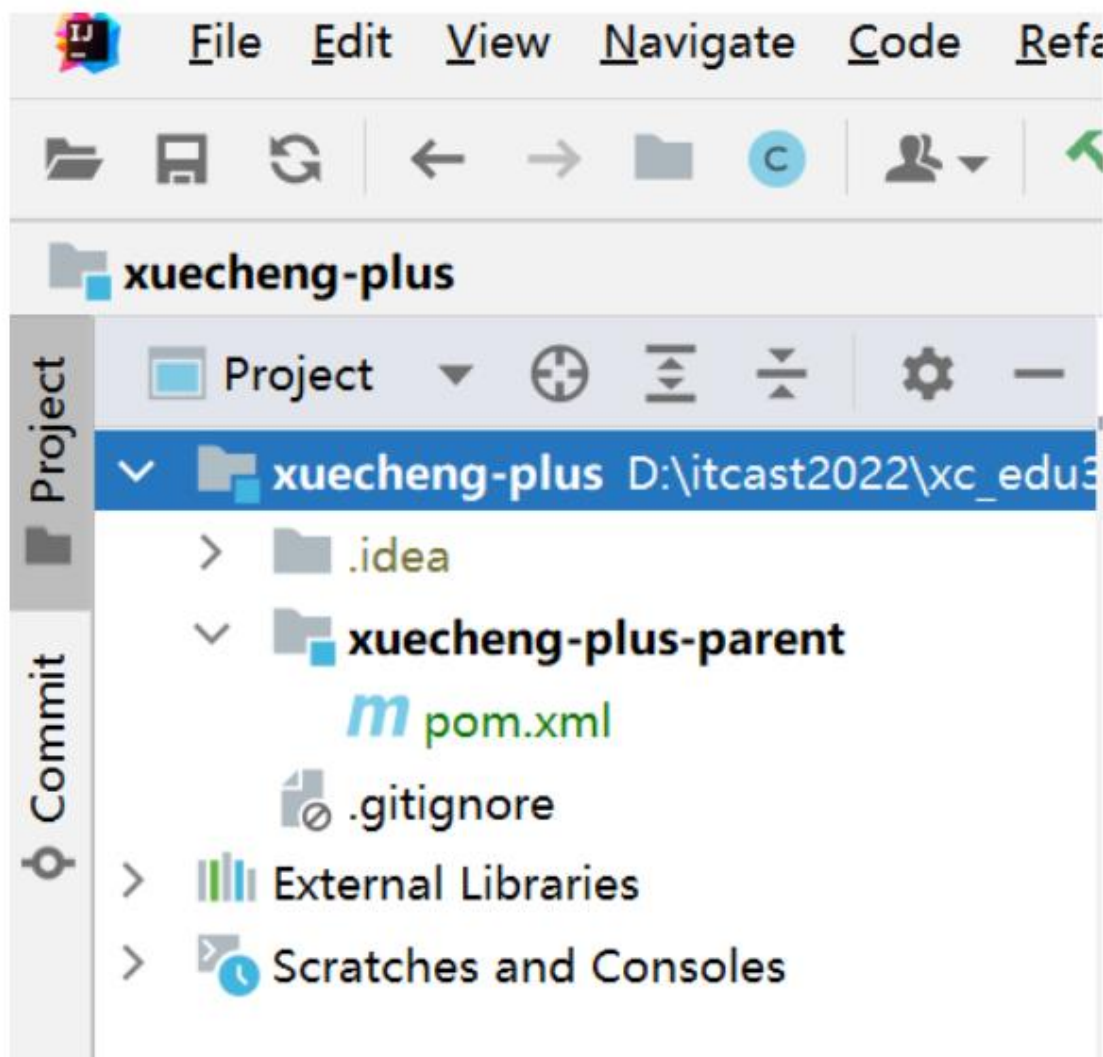 File Edit View Navigate Code Refa
C
xuecheng-plus
Project
Project
Commit
xuecheng-plus D:\itcast2022\xc_edu3
.idea
xuecheng-plus-parent
m pom.xml
.gitignore
External Libraries
Scratches and Consoles